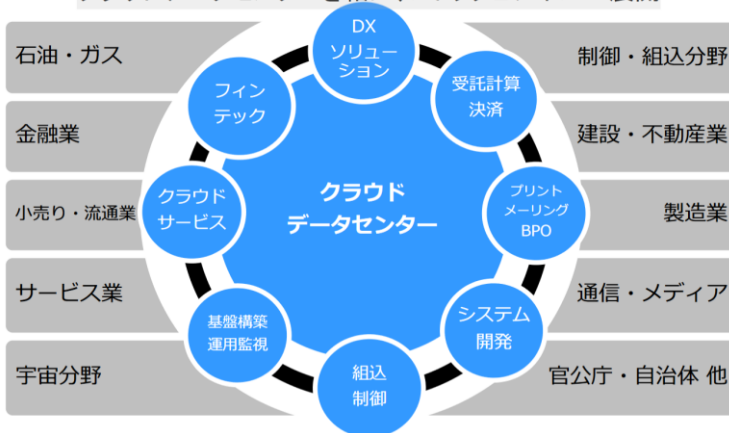 石油・ガス
金融業
小売り・流通業
サービス業
宇宙分野
DX
ソリュー
ション
受託計算
決済
プリント
メーリング
BPO
システム
開発
組込
制御
基盤構築
運用監視
クラウド
サービス
フィン
テック
クラウド
データセンター
制御・組込分野
建設・不動産業
製造業
通信・メディア
官公庁・自治体 他